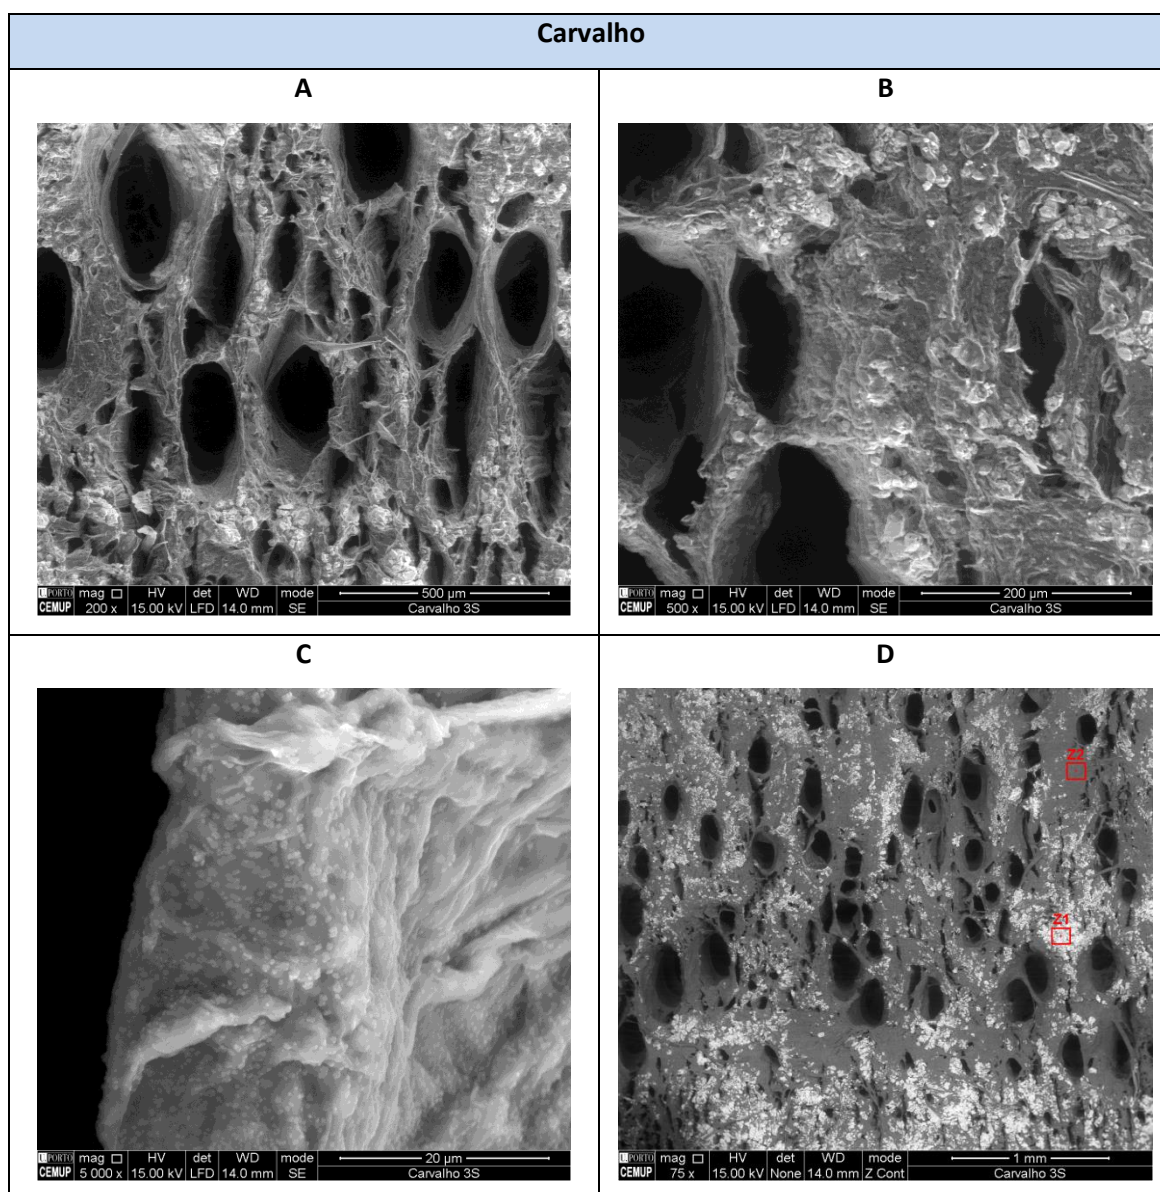 Carvalho
A
B
U.PORTO mag HV det WD mode 500 µm
CEMUP 200 x 15.00 kV LFD 14.0 mm SE Carvalho 3S
U.PORTO mag HV det WD mode 200 µm
CEMUP 500 x 15.00 kV LFD 14.0 mm SE Carvalho 3S
C
D
Z2
Z1
U.PORTO mag HV det WD mode 20 µm
CEMUP 5 000 x 15.00 kV LFD 14.0 mm SE Carvalho 3S
U.PORTO mag HV det WD mode 1 mm
CEMUP 75 x 15.00 kV None 14.0 mm Z Cont Carvalho 3S